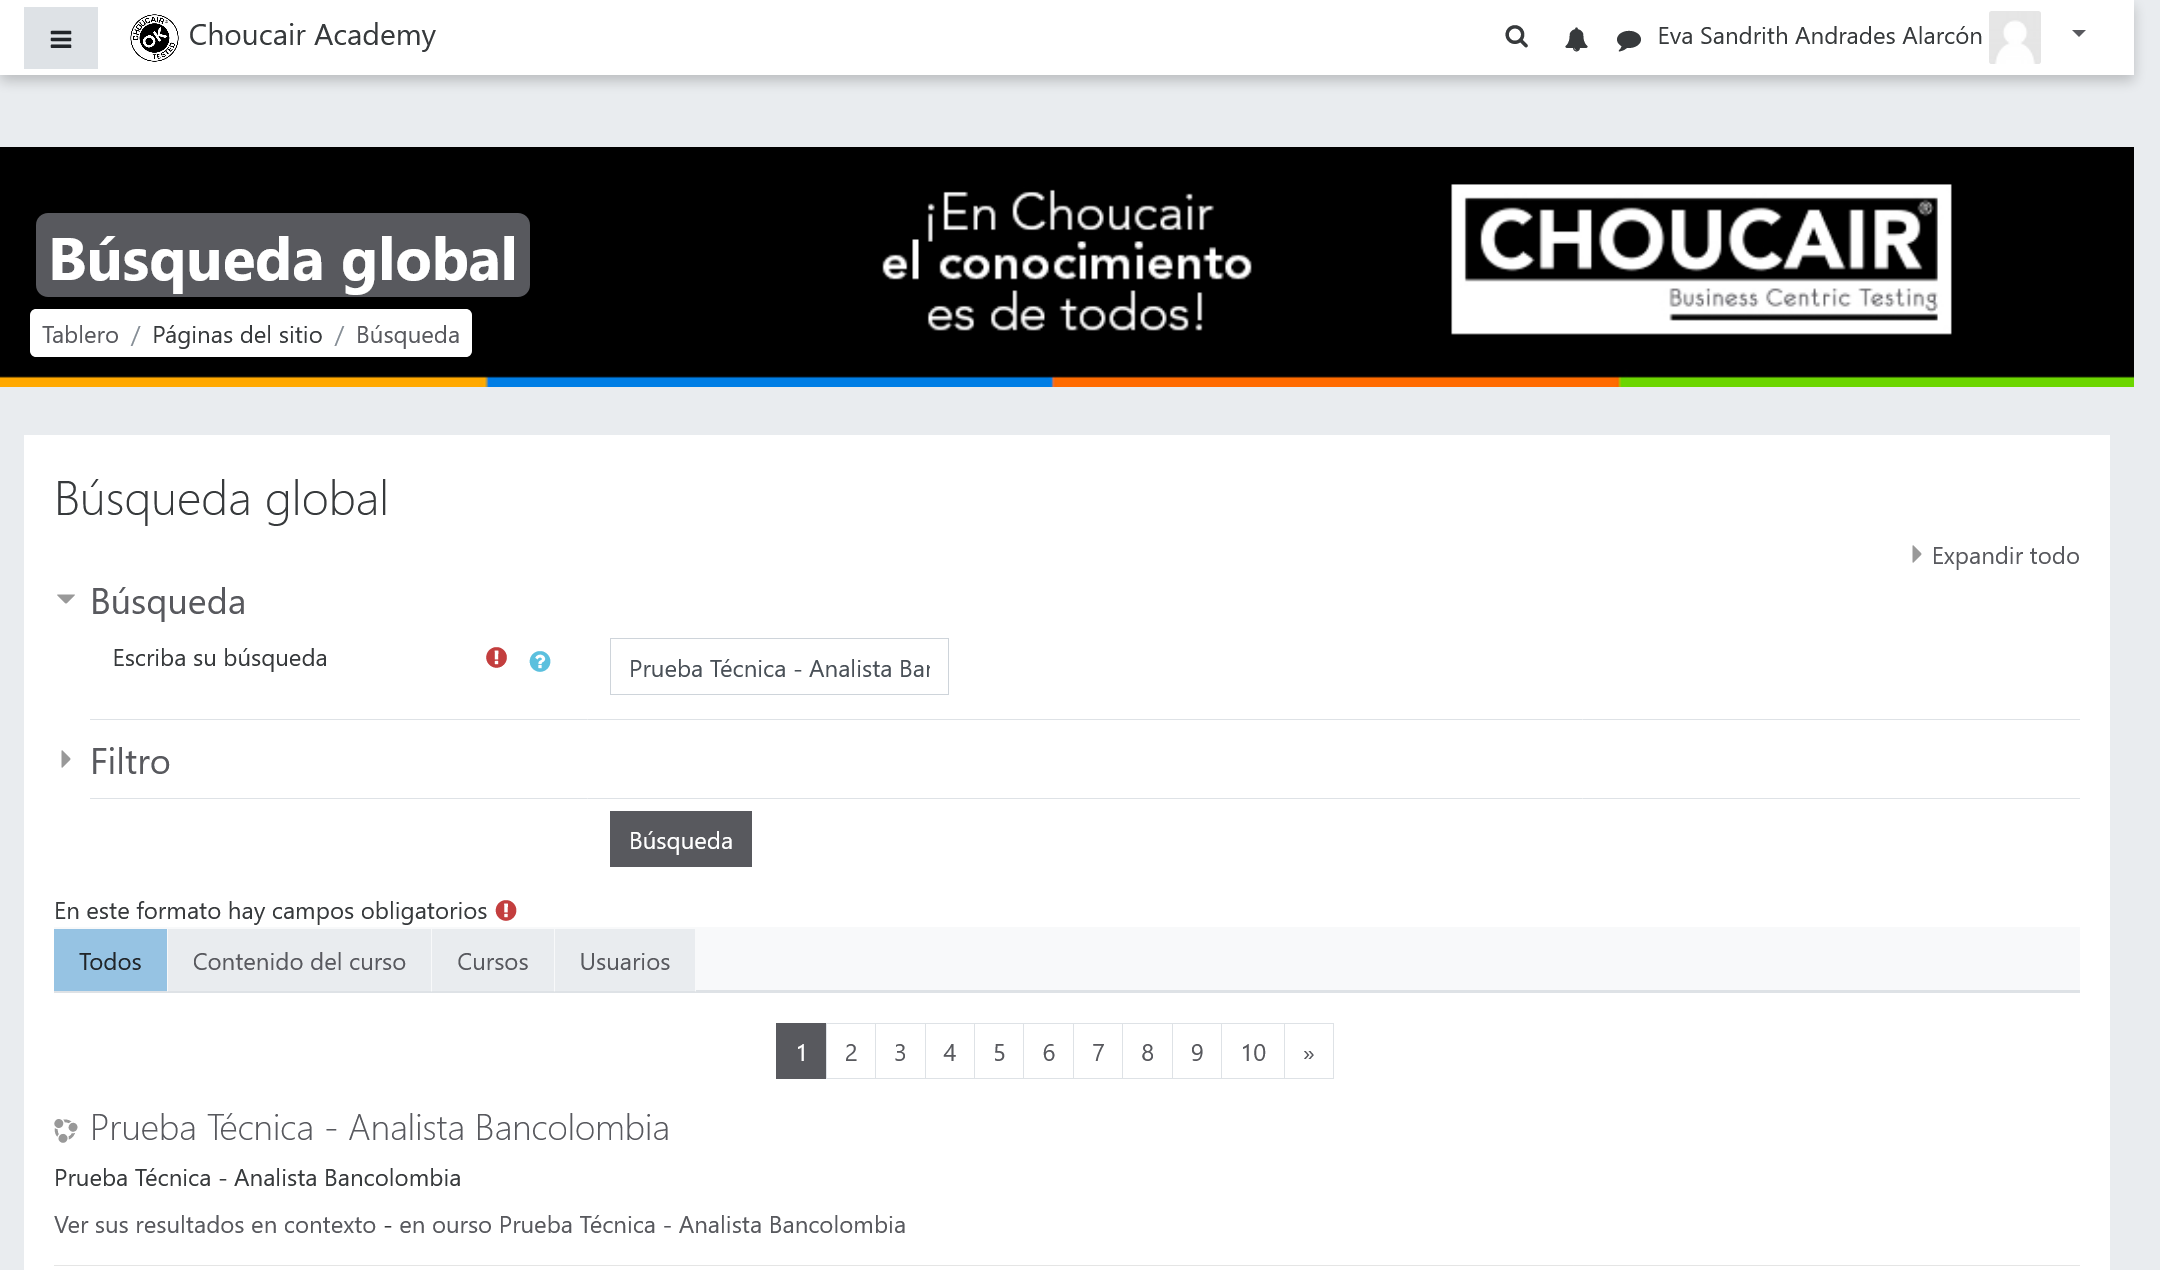 Choucair Academy
Eva Sandrith Andrades Alarcón
Búsqueda global
Tablero / Páginas del sitio / Búsqueda
¡En Choucair
el conocimiento
es de todos!
CHOUCAIR®
Business Centric Testing
Búsqueda global
Expandir todo
Búsqueda
Escriba su búsqueda
Prueba Técnica - Analista Bar
Filtro
Búsqueda
En este formato hay campos obligatorios
Todos Contenido del curso Cursos Usuarios
1 2 3 4 5 6 7 8 9 10 »
Prueba Técnica - Analista Bancolombia
Prueba Técnica - Analista Bancolombia
Ver sus resultados en contexto - en ourso Prueba Técnica - Analista Bancolombia